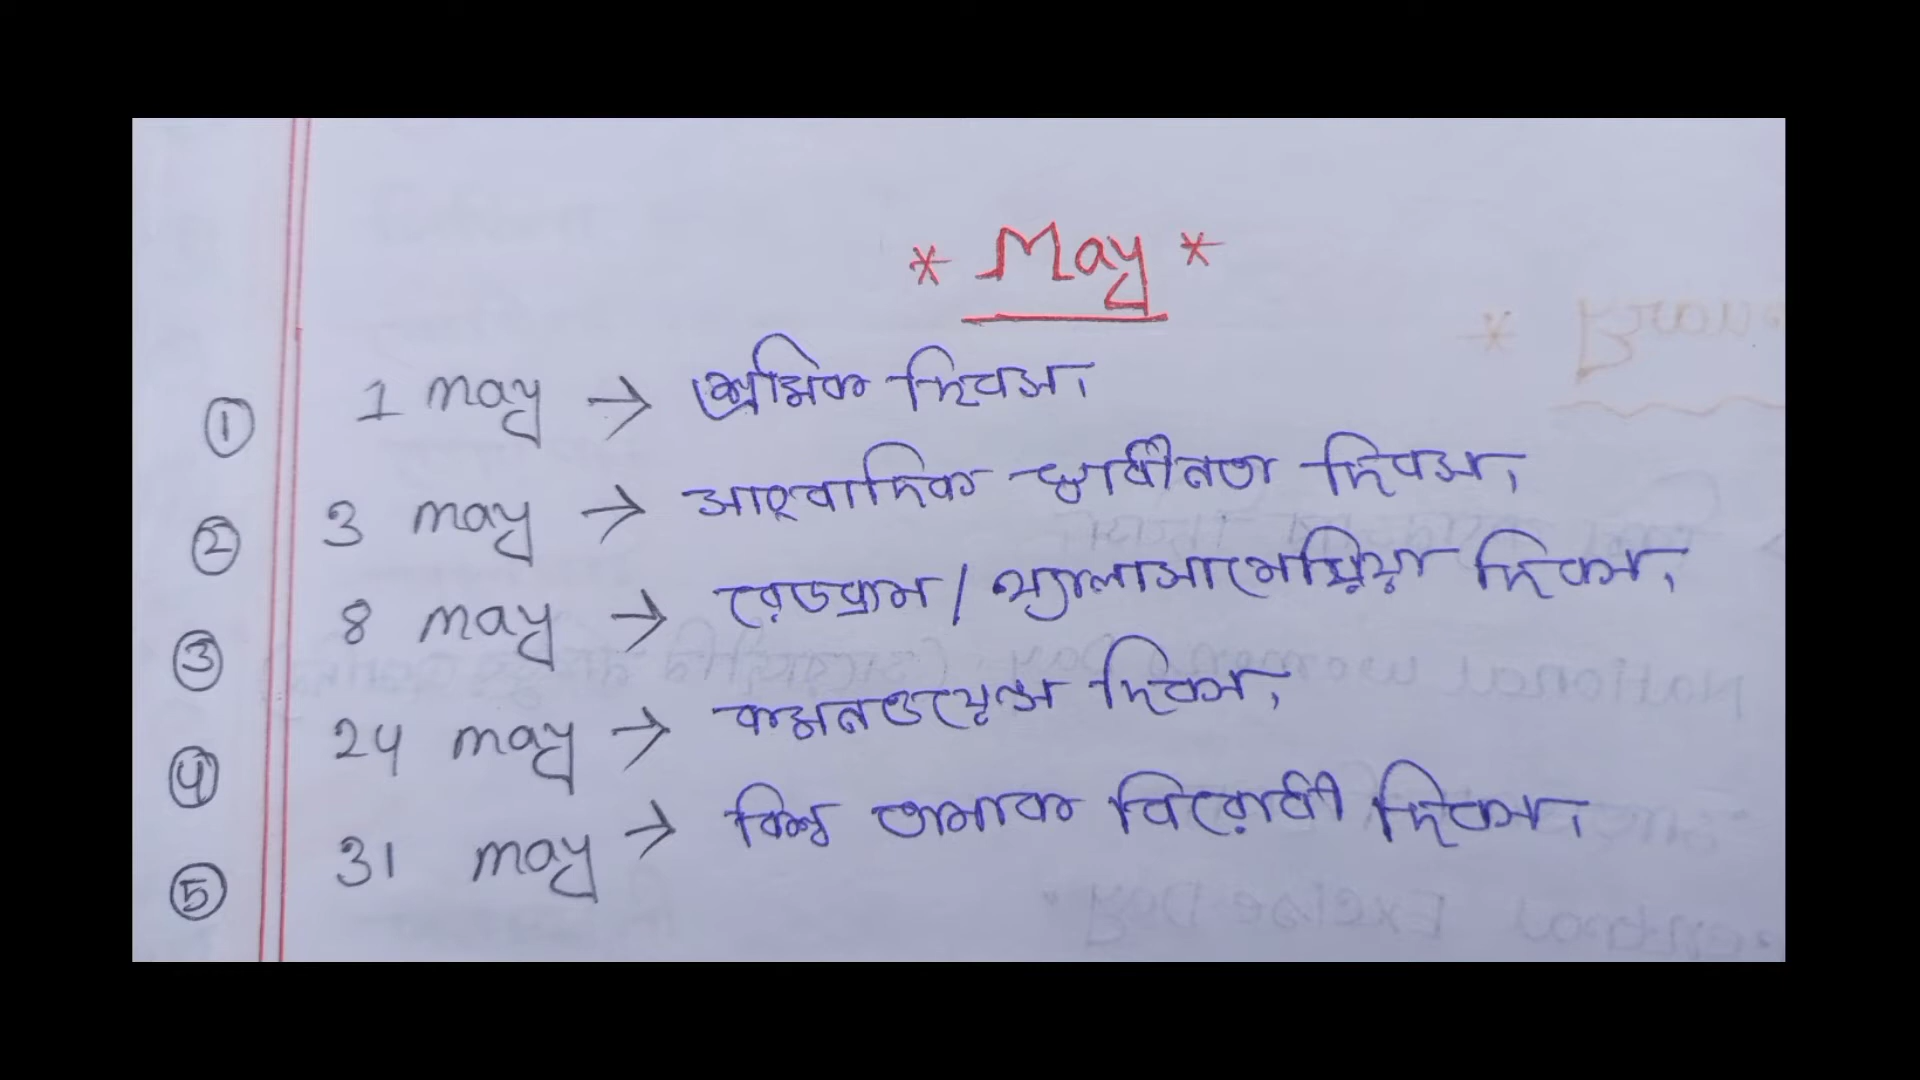 * May *
① 1 may → শ্রমিক দিবস।
② 3 may → সাংবাদিক স্বাধীনতা দিবস।
③ 8 may → রেডক্রস / থ্যালাসামেমিয়া দিবস।
④ 24 may → কমনওয়েল্স দিবস।
⑤ 31 may → বিশ্ব তামাক বিরোধী দিবস।